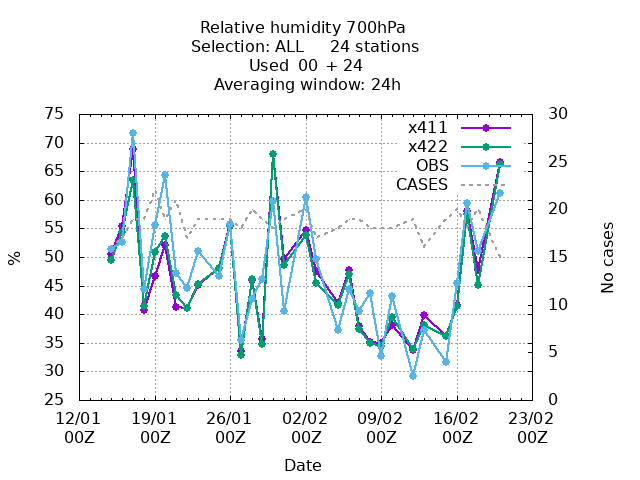 Relative humidity 700hPa
Selection: ALL     24 stations
Used  00 + 24
Averaging window: 24h
75
70
65
60
55
50
45
40
35
30
25
%
30
25
20
15
10
5
0
No cases
x411
x422
OBS
CASES
12/01 19/01 26/01 02/02 09/02 16/02 23/02
00Z 00Z 00Z 00Z 00Z 00Z 00Z
Date